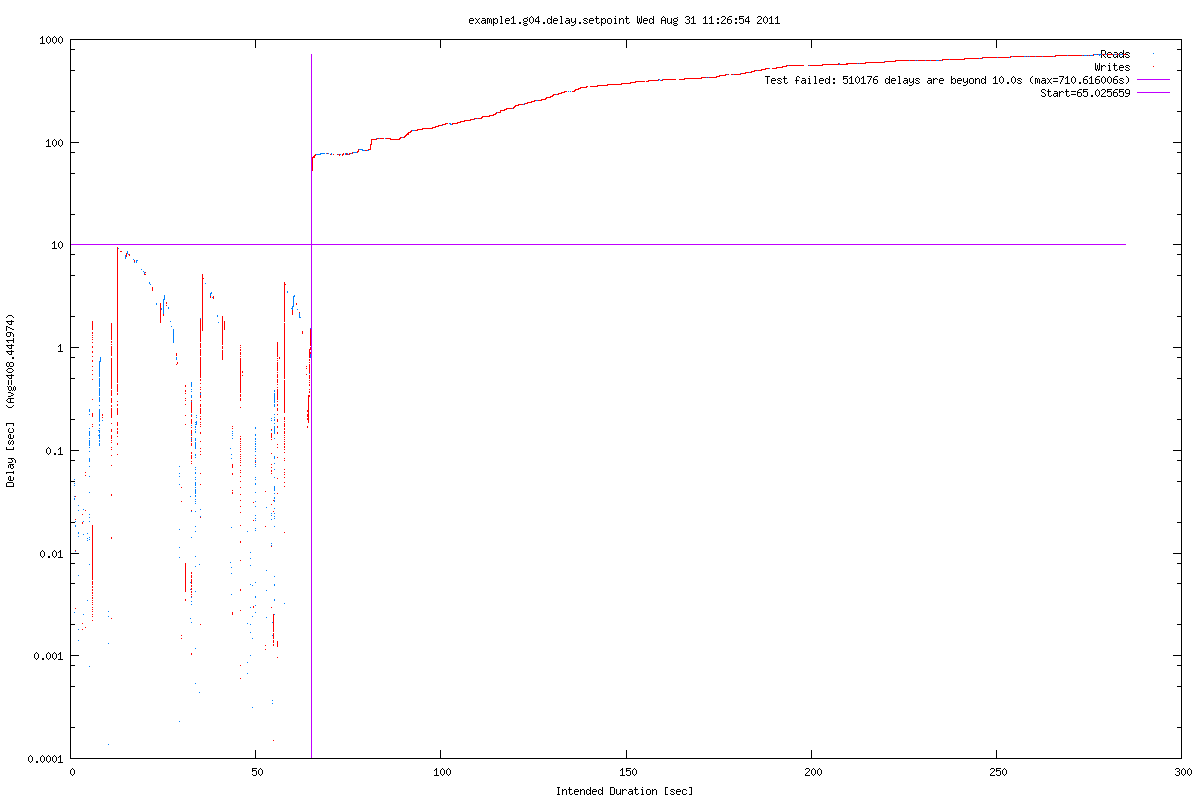 example1.g04.delay.setpoint Wed Aug 31 11:26:54 2011
1000
100
10
1
0.1
0.01
0.001
0.0001
Delay [sec] (Avg=408.441974)
Reads
Writes
Test failed: 510176 delays are beyond 10.0s (max=710.616006s)
Start=65.025659
0 50 100 150 200 250 300
Intended Duration [sec]